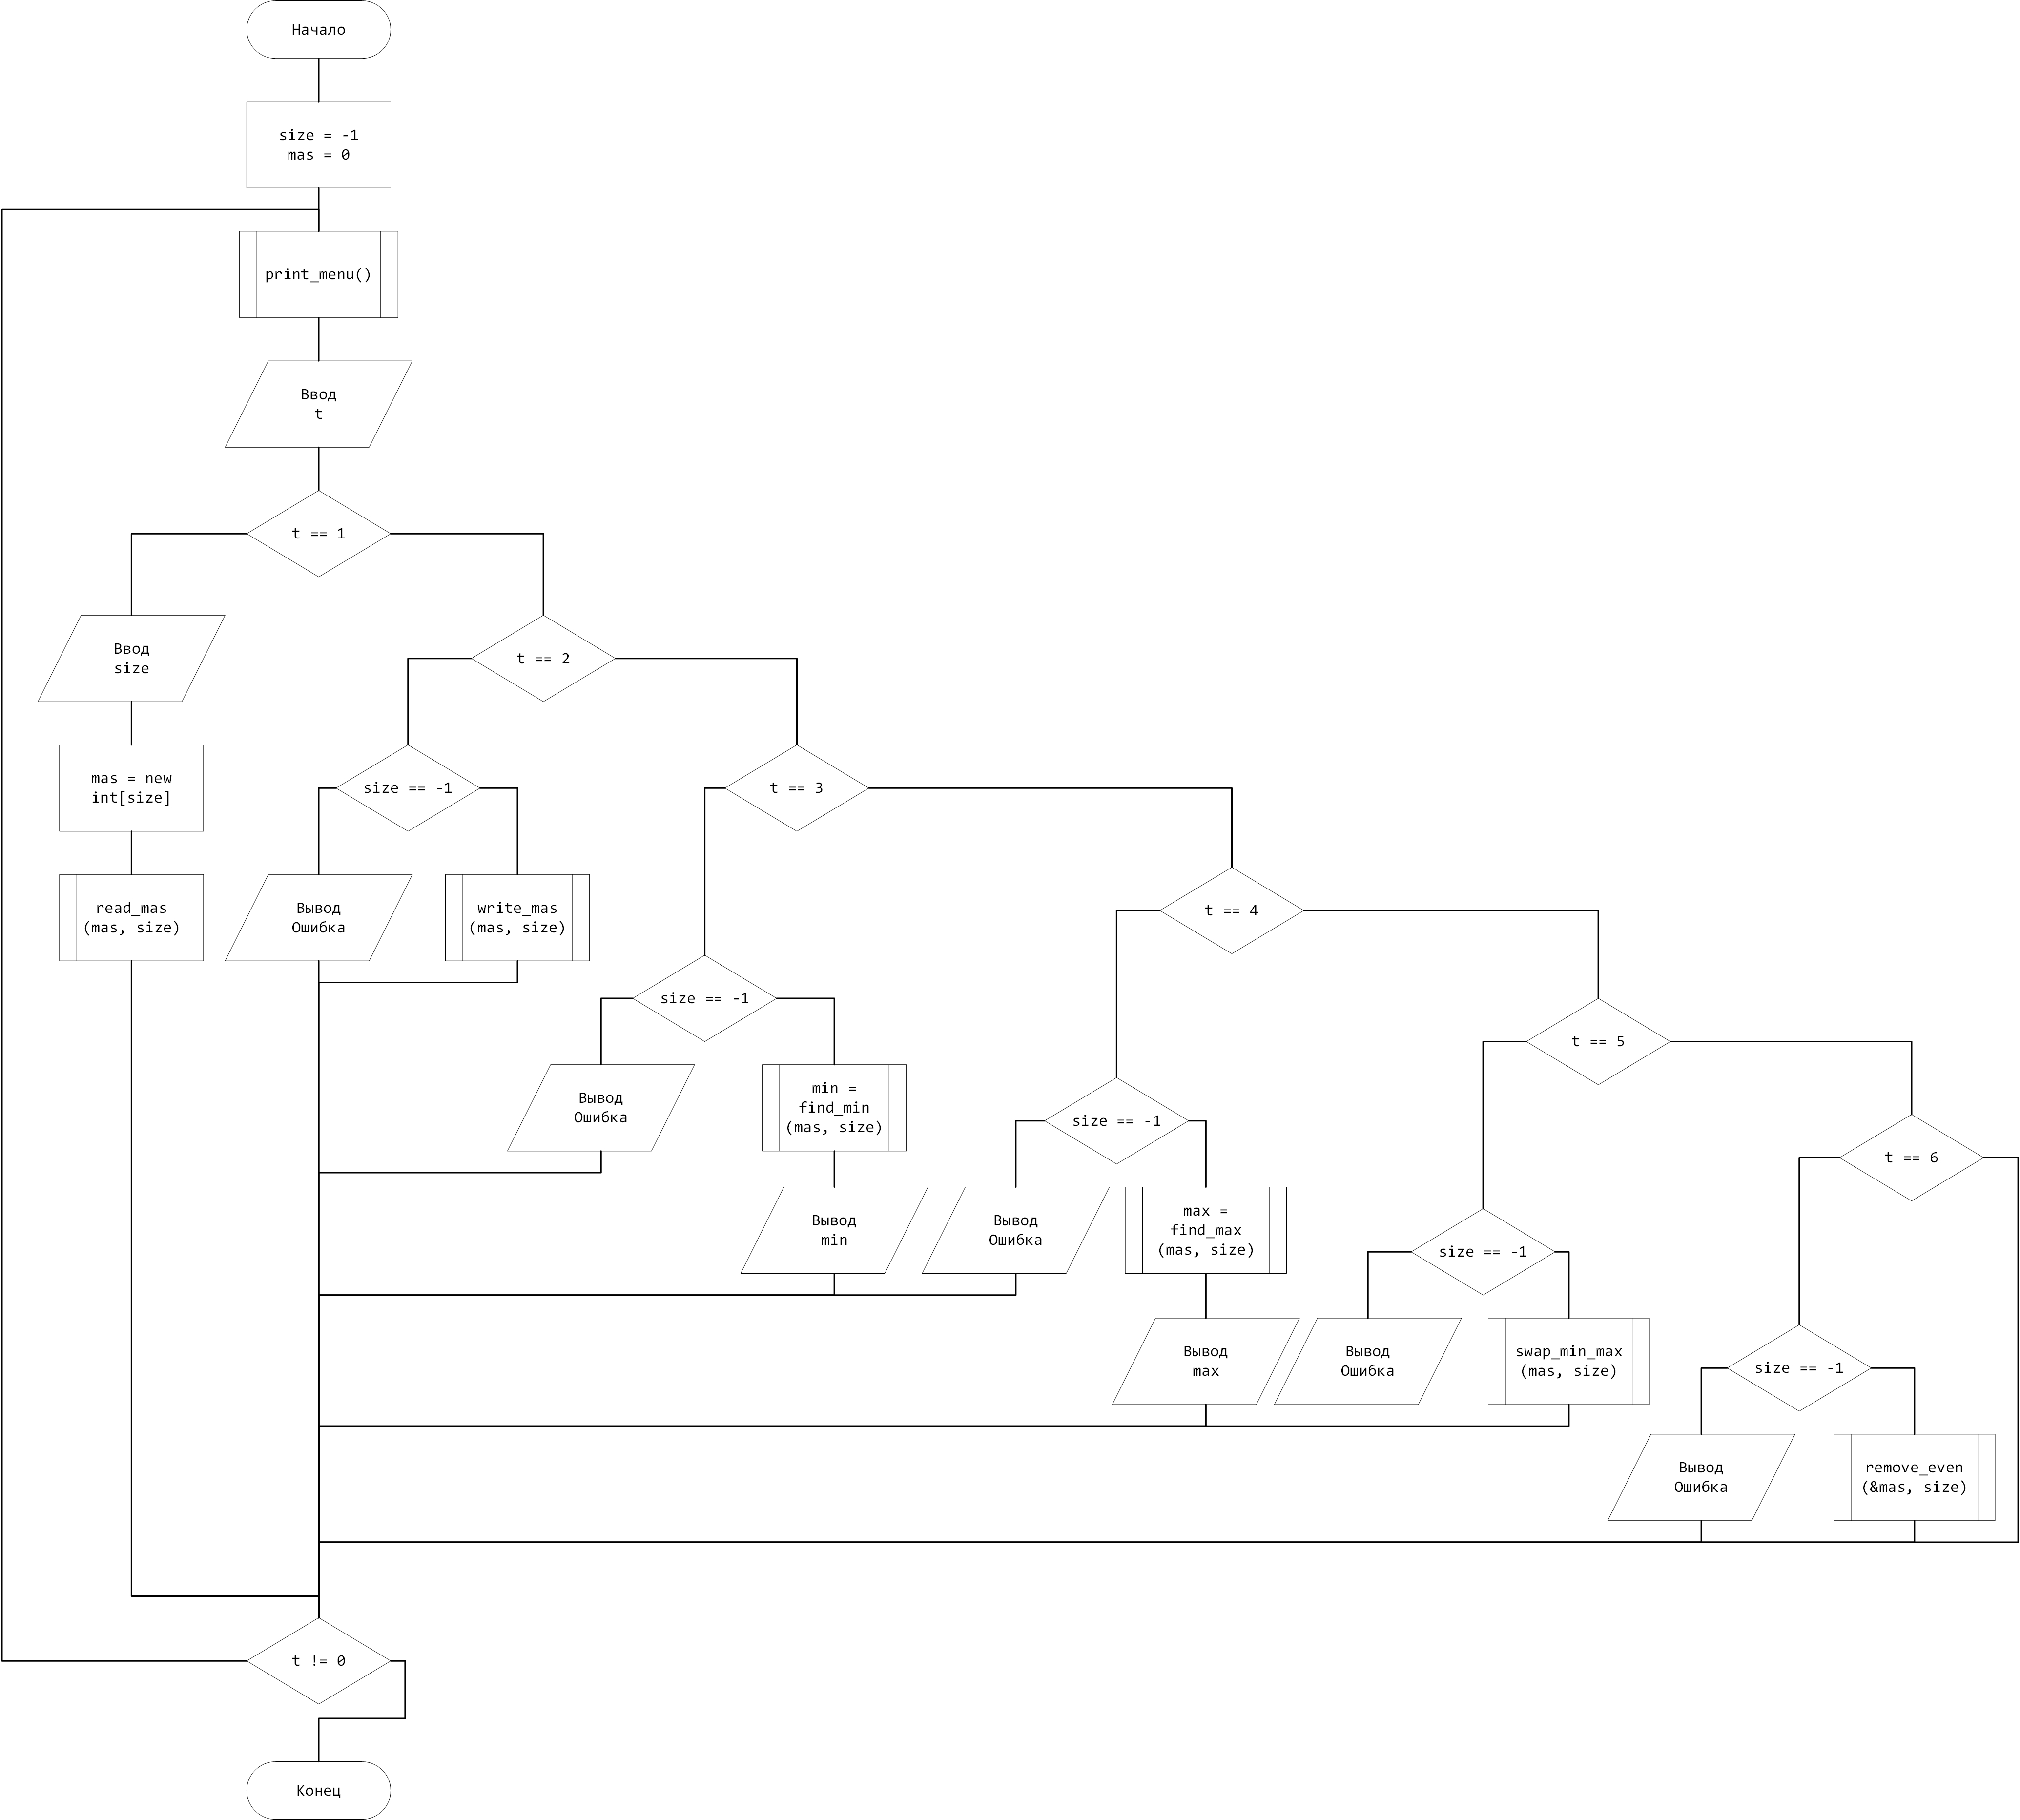 Начало
size = -1
mas = 0
print_menu()
Ввод
t
t == 1
Ввод
size
mas = new
int[size]
read_mas
(mas, size)
t == 2
size == -1
Вывод
Ошибка
write_mas
(mas, size)
t == 3
size == -1
Вывод
Ошибка
min =
find_min
(mas, size)
Вывод
min
t == 4
size == -1
Вывод
Ошибка
max =
find_max
(mas, size)
Вывод
max
t == 5
size == -1
Вывод
Ошибка
swap_min_max
(mas, size)
t == 6
size == -1
Вывод
Ошибка
remove_even
(&mas, size)
t != 0
Конец